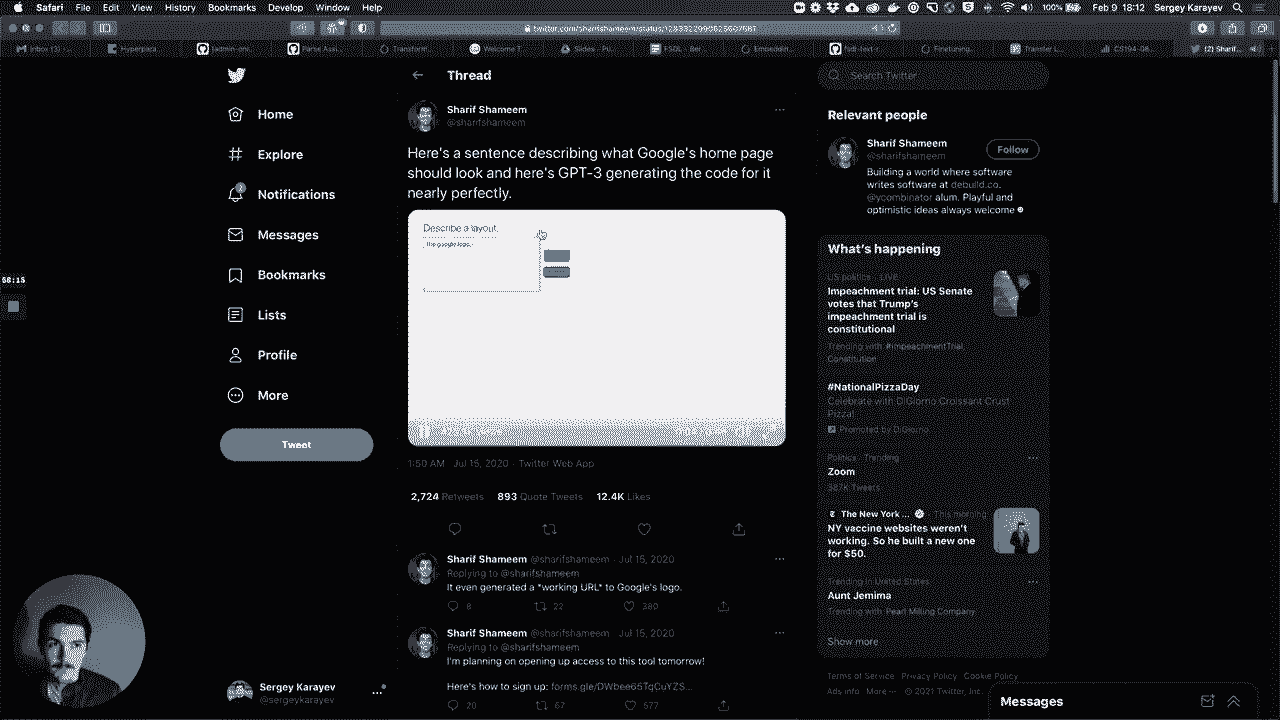 Safari File Edit View History Bookmarks Develop Window Help
100% Feb 9 18:12 Sergey Karayev
Thread
Search Twitter
Home
Explore
Notifications
Messages
Bookmarks
Lists
Profile
More
Tweet
58:15
Sharif Shameem
@sharifshameem
Here's a sentence describing what Google's home page
should look and here's GPT-3 generating the code for it
nearly perfectly.
Describe a layout.
The google logo,
1:50 AM · Jul 15, 2020 · Twitter Web App
2,724 Retweets 893 Quote Tweets 12.4K Likes
Sharif Shameem @sharifshameem · Jul 15, 2020
Replying to @sharifshameem
It even generated a *working URL* to Google's logo.
8 22 380
Sharif Shameem @sharifshameem · Jul 15, 2020
Replying to @sharifshameem
I'm planning on opening up access to this tool tomorrow!
Here's how to sign up:
20 67 577
Relevant people
Sharif Shameem
@sharifshameem
Follow
Building a world where software
writes software at debuild.co.
@ycombinator alum. Playful and
optimistic ideas always welcome
What's happening
US politics · LIVE
Impeachment trial: US Senate
votes that Trump's
impeachment trial is
constitutional
Trending with #ImpeachmentTrial,
Constitution
#NationalPizzaDay
Celebrate with DiGiorno Croissant Crust
Pizza!
Promoted by DiGiorno
Politics · Trending
Zoom
387K Tweets
The New York ... · This morning
NY vaccine websites weren't
working. So he built a new one
for $50.
Trending in United States
Aunt Jemima
Trending with Pearl Milling Company
Show more
Terms of Service Privacy Policy Cookie Policy
Ads info More ··· © 2021 Twitter, Inc.
Sergey Karayev
@sergeykarayev
Messages